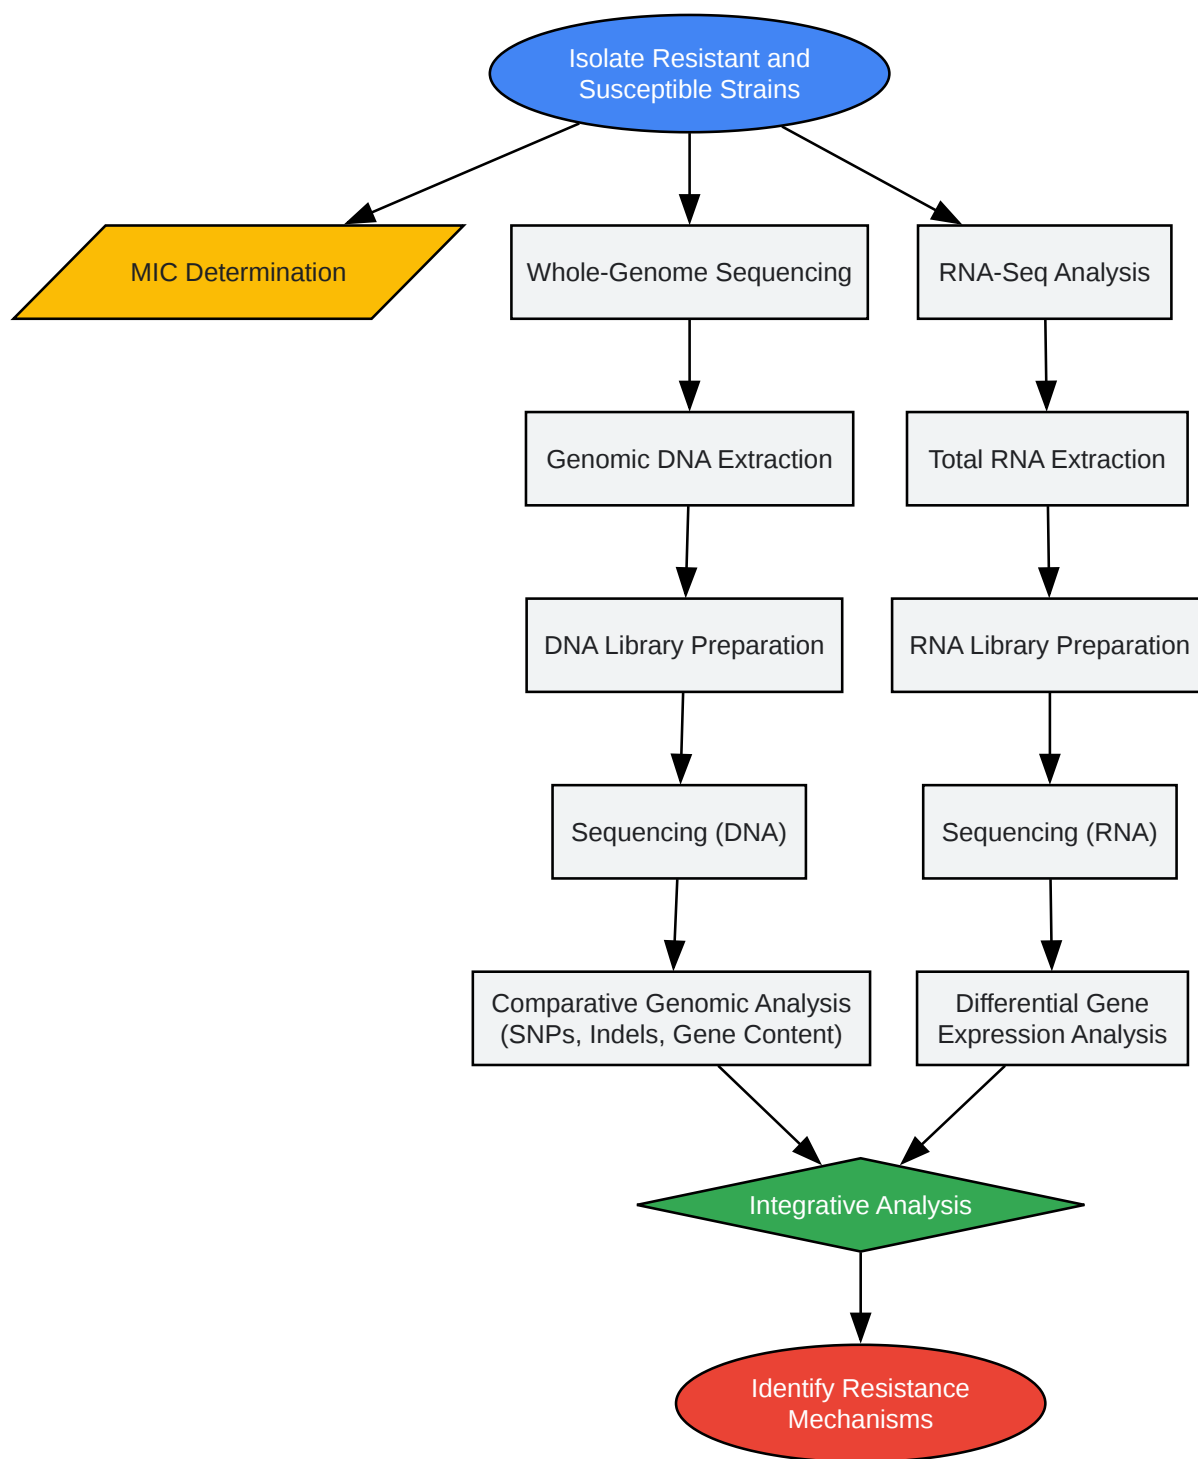 Isolate Resistant and
Susceptible Strains
MIC Determination
Whole-Genome Sequencing
RNA-Seq Analysis
Genomic DNA Extraction
Total RNA Extraction
DNA Library Preparation
RNA Library Preparation
Sequencing (DNA)
Sequencing (RNA)
Comparative Genomic Analysis
(SNPs, Indels, Gene Content)
Differential Gene
Expression Analysis
Integrative Analysis
Identify Resistance
Mechanisms